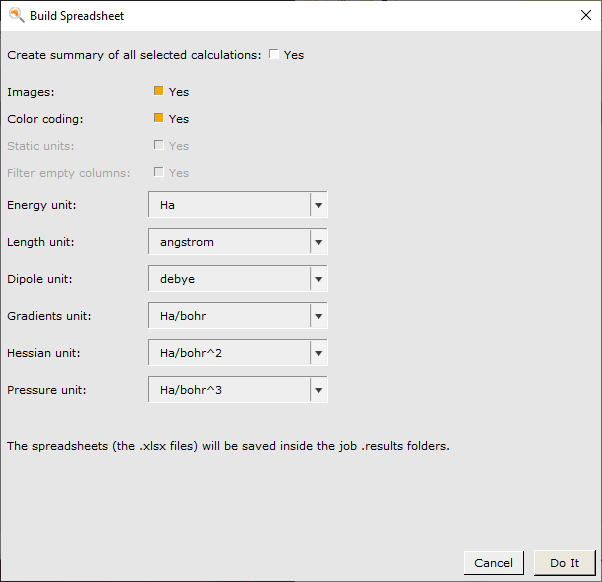 Build Spreadsheet
Create summary of all selected calculations: Yes
Images: Yes
Color coding: Yes
Static units: Yes
Filter empty columns: Yes
Energy unit: Ha
Length unit: angstrom
Dipole unit: debye
Gradients unit: Ha/bohr
Hessian unit: Ha/bohr^2
Pressure unit: Ha/bohr^3
The spreadsheets (the .xlsx files) will be saved inside the job .results folders.
Cancel Do It